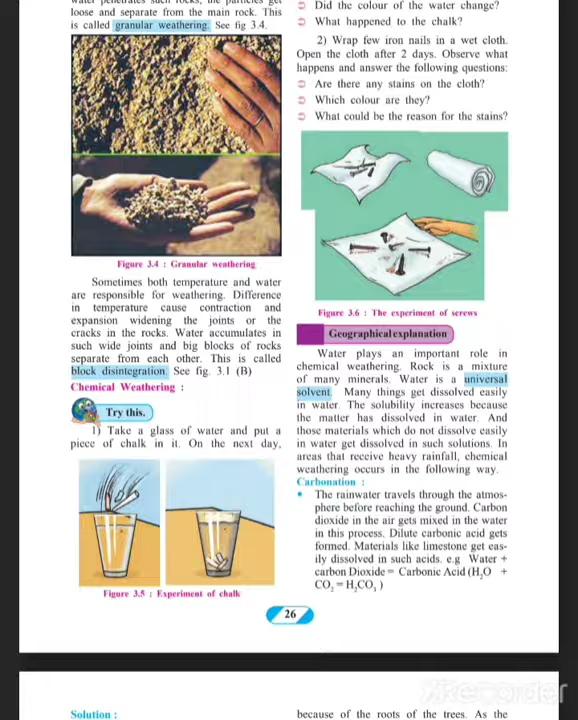 water penetrates such rocks, the particles get
loose and separate from the main rock. This
is called granular weathering. See fig 3.4.
Figure 3.4 : Granular weathering
Sometimes both temperature and water
are responsible for weathering. Difference
in temperature cause contraction and
expansion widening the joints or the
cracks in the rocks. Water accumulates in
such wide joints and big blocks of rocks
separate from each other. This is called
block disintegration. See fig. 3.1 (B)
Chemical Weathering :
Try this.
1) Take a glass of water and put a
piece of chalk in it. On the next day,
Figure 3.5 : Experiment of chalk
Did the colour of the water change?
What happened to the chalk?
2) Wrap few iron nails in a wet cloth.
Open the cloth after 2 days. Observe what
happens and answer the following questions:
Are there any stains on the cloth?
Which colour are they?
What could be the reason for the stains?
Figure 3.6 : The experiment of screws
Geographical explanation
Water plays an important role in
chemical weathering. Rock is a mixture
of many minerals. Water is a universal
solvent. Many things get dissolved easily
in water. The solubility increases because
the matter has dissolved in water. And
those materials which do not dissolve easily
in water get dissolved in such solutions. In
areas that receive heavy rainfall, chemical
weathering occurs in the following way.
Carbonation :
• The rainwater travels through the atmos-
phere before reaching the ground. Carbon
dioxide in the air gets mixed in the water
in this process. Dilute carbonic acid gets
formed. Materials like limestone get eas-
ily dissolved in such acids. e.g Water +
carbon Dioxide = Carbonic Acid (H₂O +
CO₂ = H₂CO₃ )
26
Solution :
because of the roots of the trees. As the